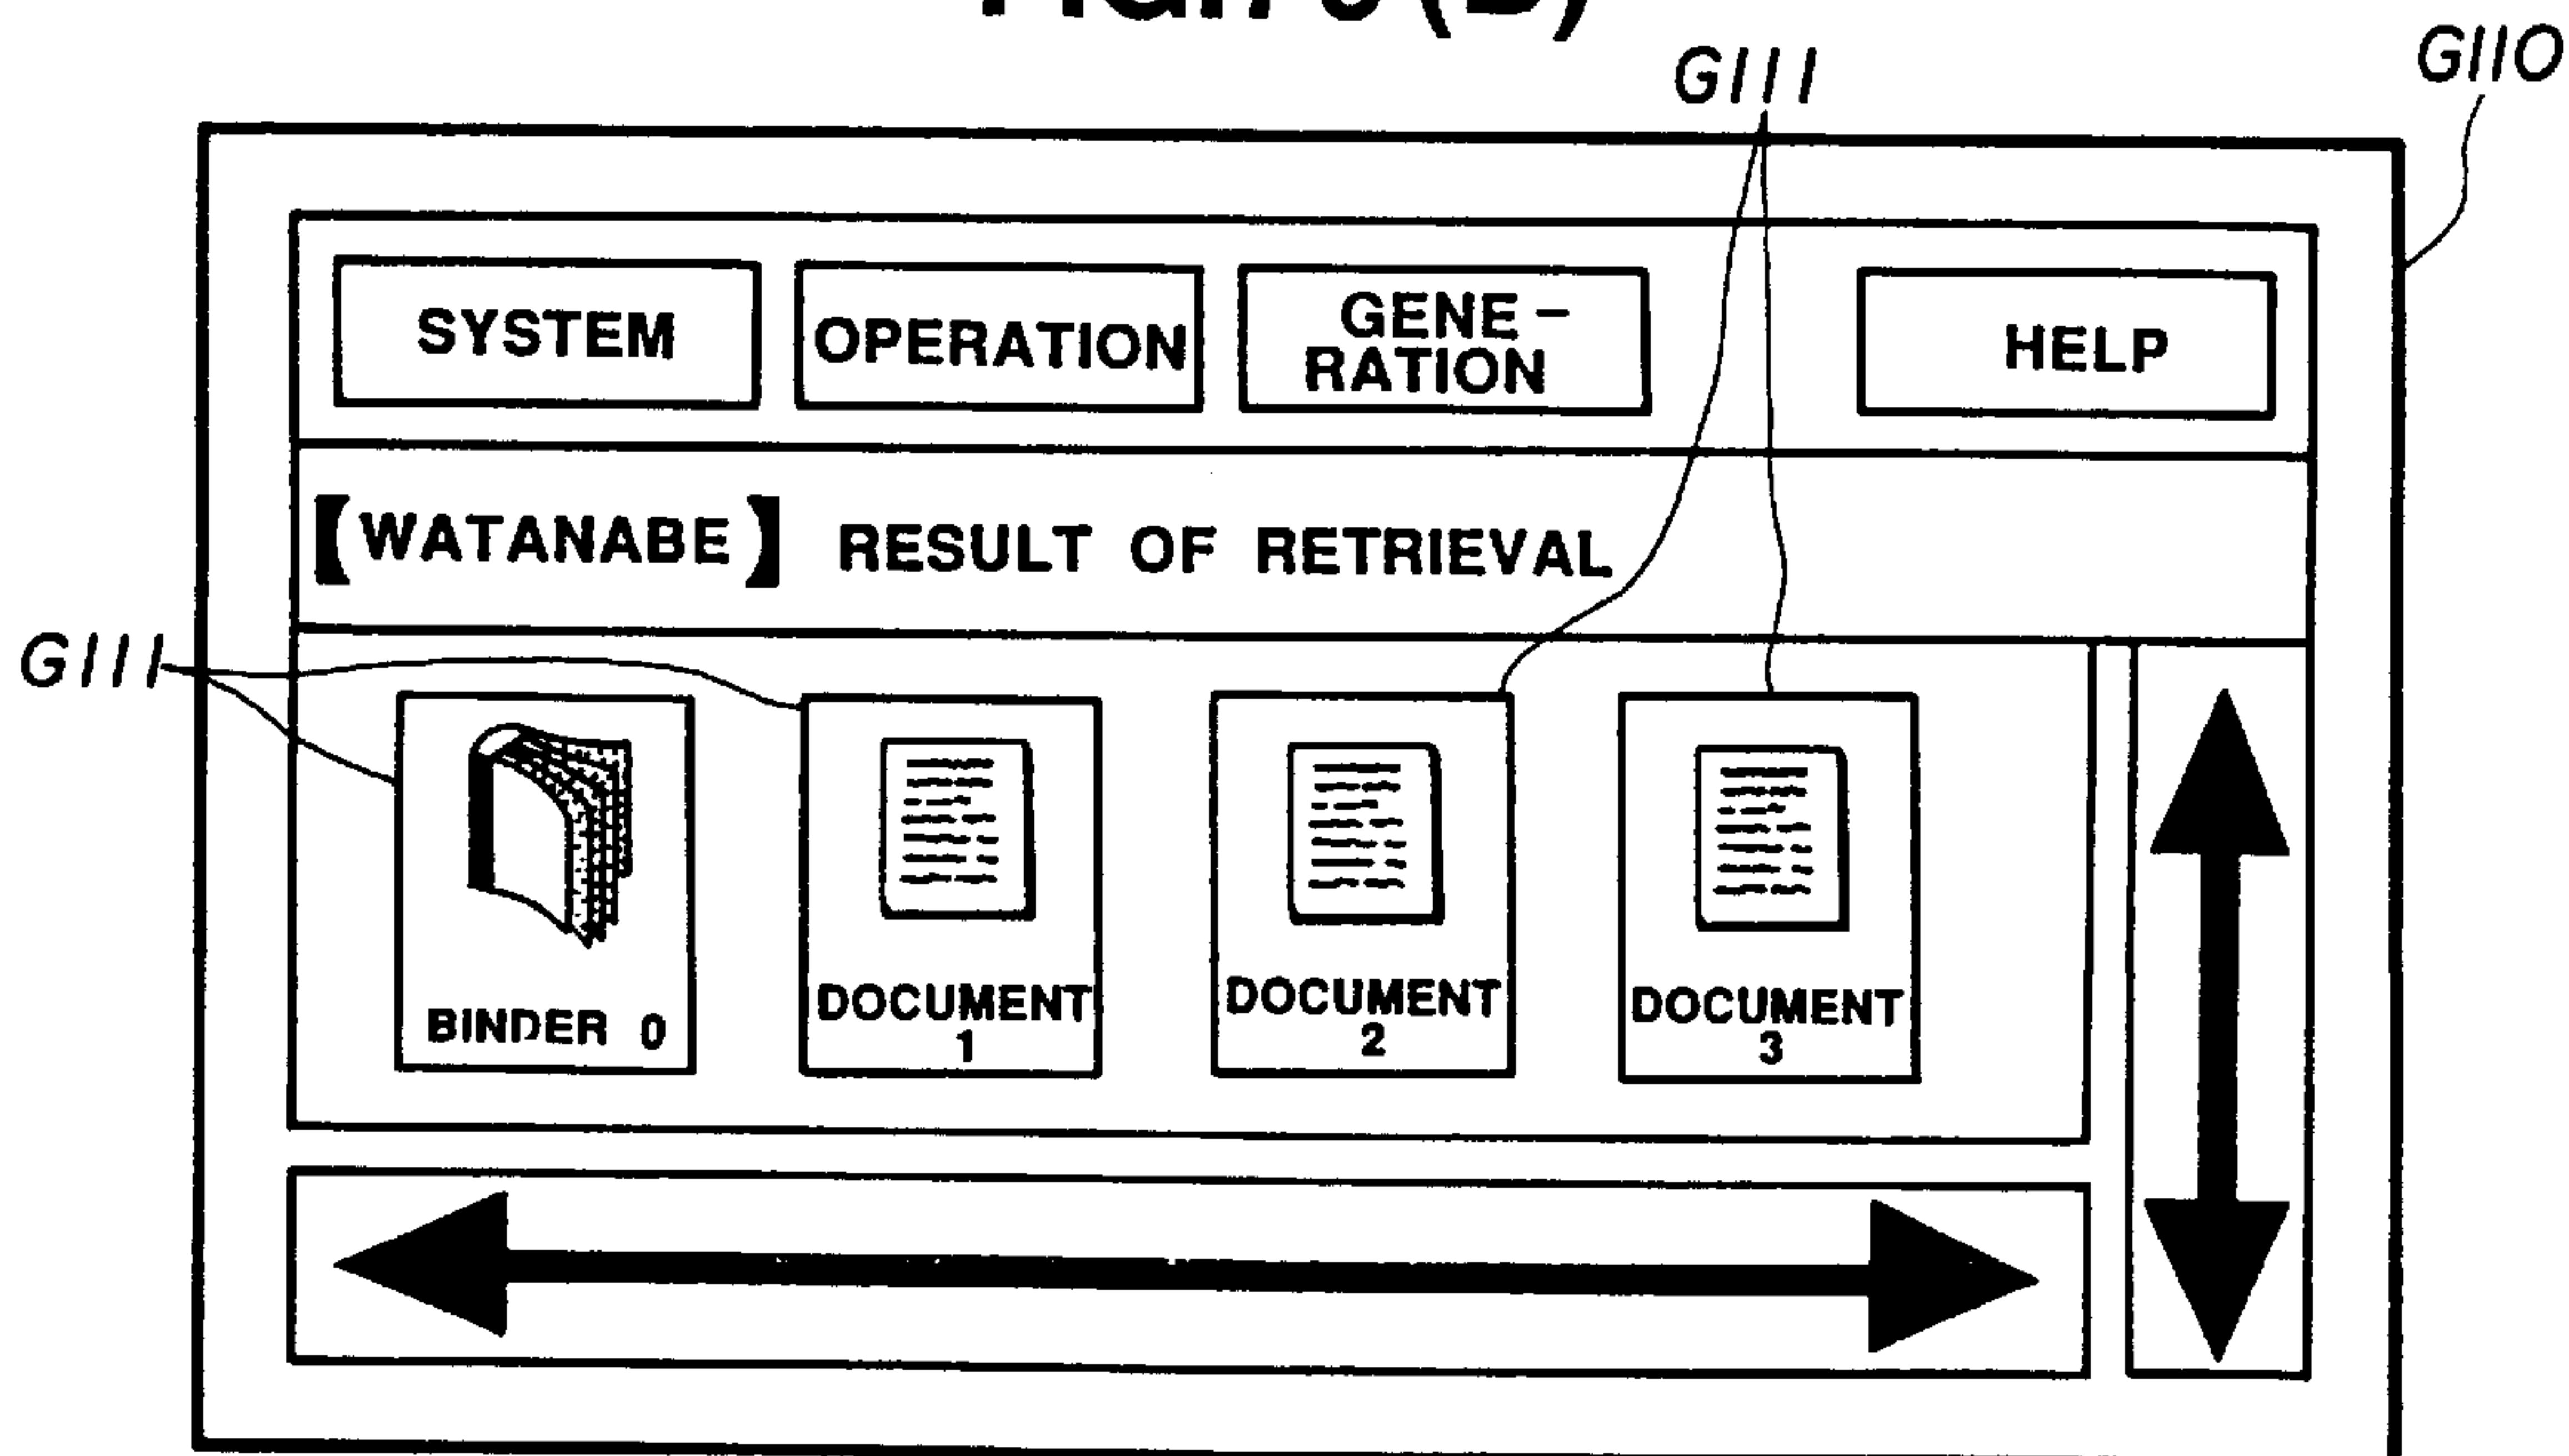 G111
G110
SYSTEM
OPERATION
GENE-
RATION
HELP
【WATANABE】 RESULT OF RETRIEVAL
G111
BINDER 0
DOCUMENT
1
DOCUMENT
2
DOCUMENT
3